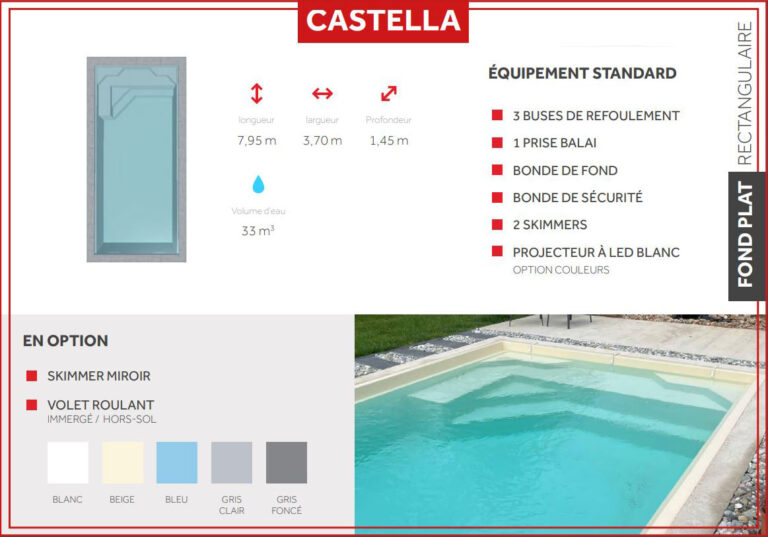 CASTELLA
longueur
7,95 m
largueur
3,70 m
Profondeur
1,45 m
Volume d'eau
33 m³
ÉQUIPEMENT STANDARD
3 BUSES DE REFOULEMENT
1 PRISE BALAI
BONDE DE FOND
BONDE DE SÉCURITÉ
2 SKIMMERS
PROJECTEUR À LED BLANC
OPTION COULEURS
FOND PLAT RECTANGULAIRE
EN OPTION
SKIMMER MIROIR
VOLET ROULANT
IMMERGÉ / HORS-SOL
BLANC
BEIGE
BLEU
GRIS
CLAIR
GRIS
FONCÉ